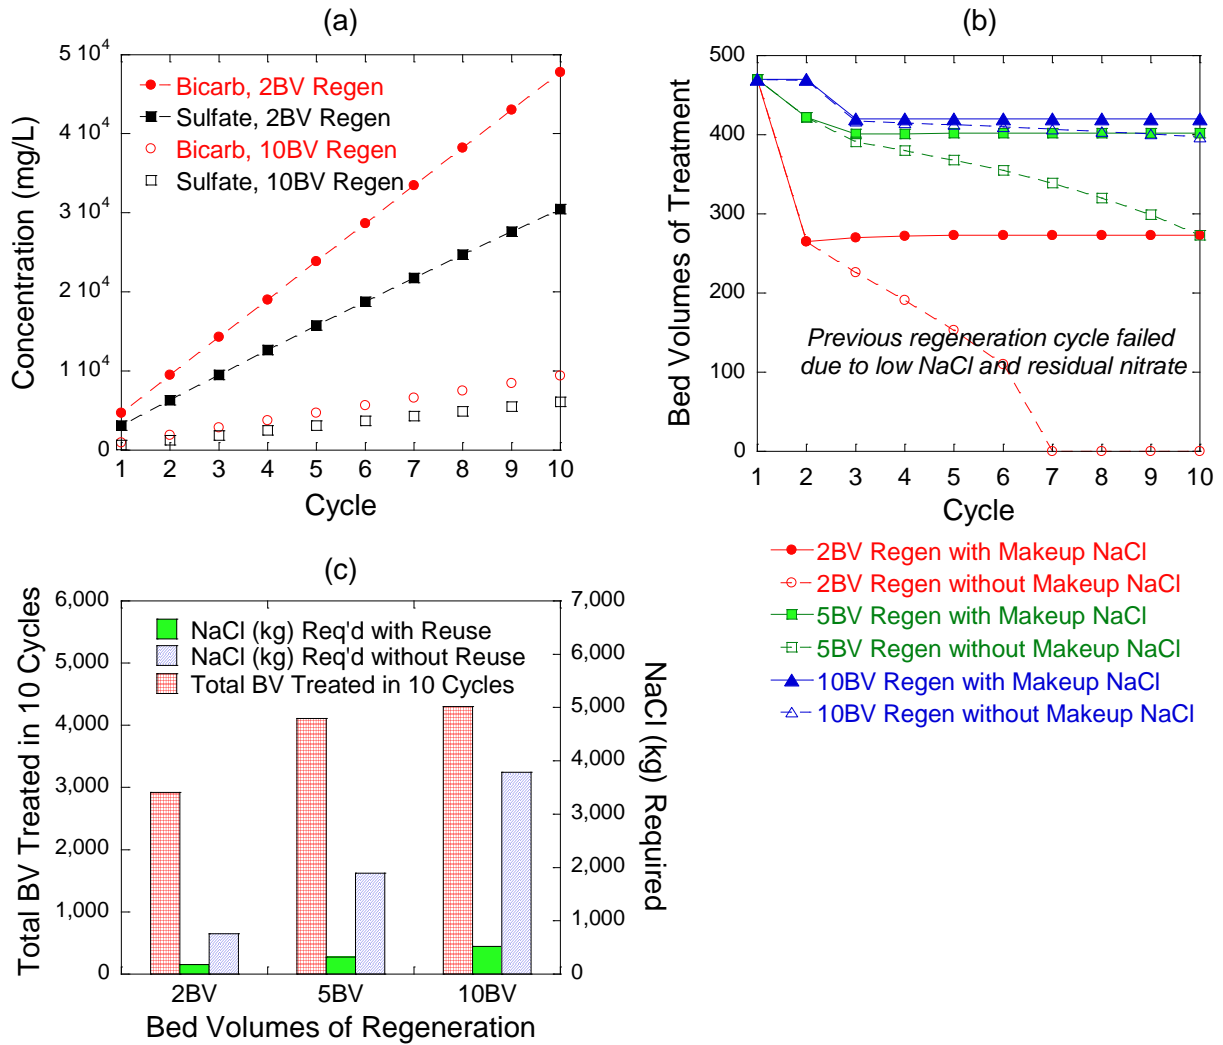 (a)
5 10⁴
4 10⁴
3 10⁴
2 10⁴
1 10⁴
0
Concentration (mg/L)
Bicarb, 2BV Regen
Sulfate, 2BV Regen
Bicarb, 10BV Regen
Sulfate, 10BV Regen
1 2 3 4 5 6 7 8 9 10
Cycle
(b)
500
400
300
200
100
0
Bed Volumes of Treatment
Previous regeneration cycle failed
due to low NaCl and residual nitrate
1 2 3 4 5 6 7 8 9 10
Cycle
2BV Regen with Makeup NaCl
2BV Regen without Makeup NaCl
5BV Regen with Makeup NaCl
5BV Regen without Makeup NaCl
10BV Regen with Makeup NaCl
10BV Regen without Makeup NaCl
(c)
6,000
5,000
4,000
3,000
2,000
1,000
0
Total BV Treated in 10 Cycles
NaCl (kg) Req'd with Reuse
NaCl (kg) Req'd without Reuse
Total BV Treated in 10 Cycles
7,000
6,000
5,000
4,000
3,000
2,000
1,000
0
NaCl (kg) Required
2BV 5BV 10BV
Bed Volumes of Regeneration